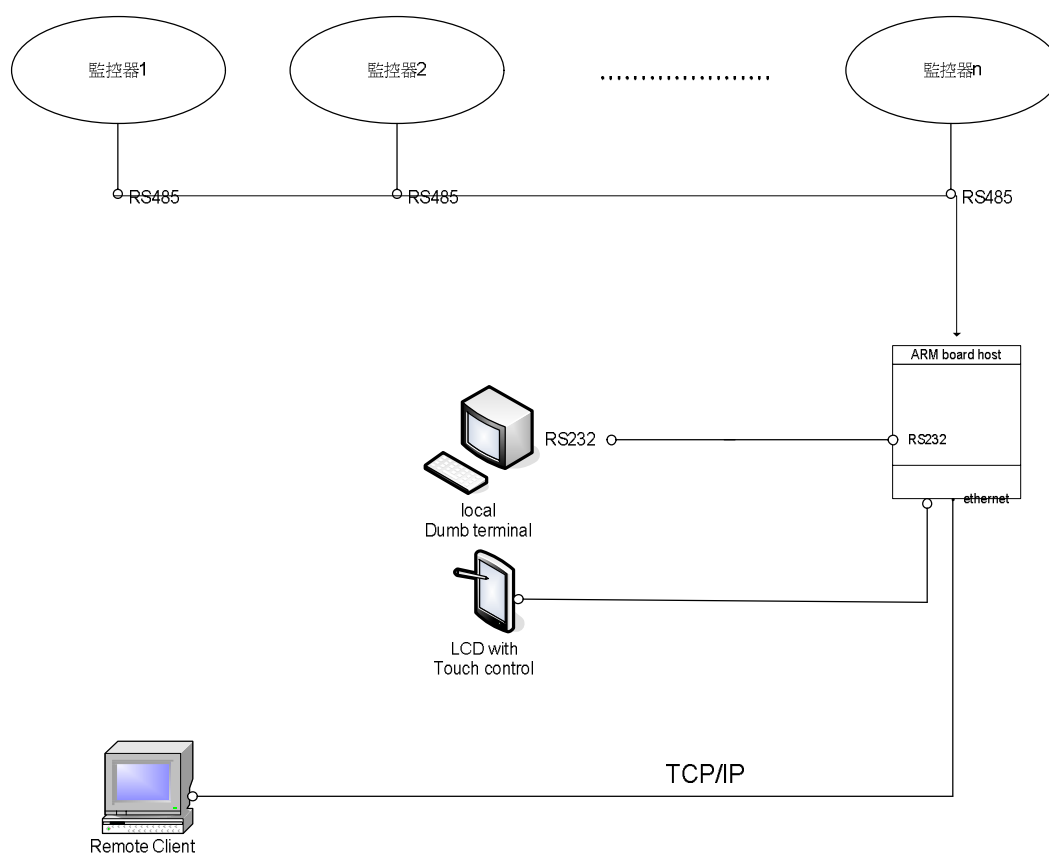 監控器1
監控器2
監控器n
RS485
RS485
RS485
ARM board host
RS232
RS232
ethernet
local
Dumb terminal
LCD with
Touch control
TCP/IP
Remote Client